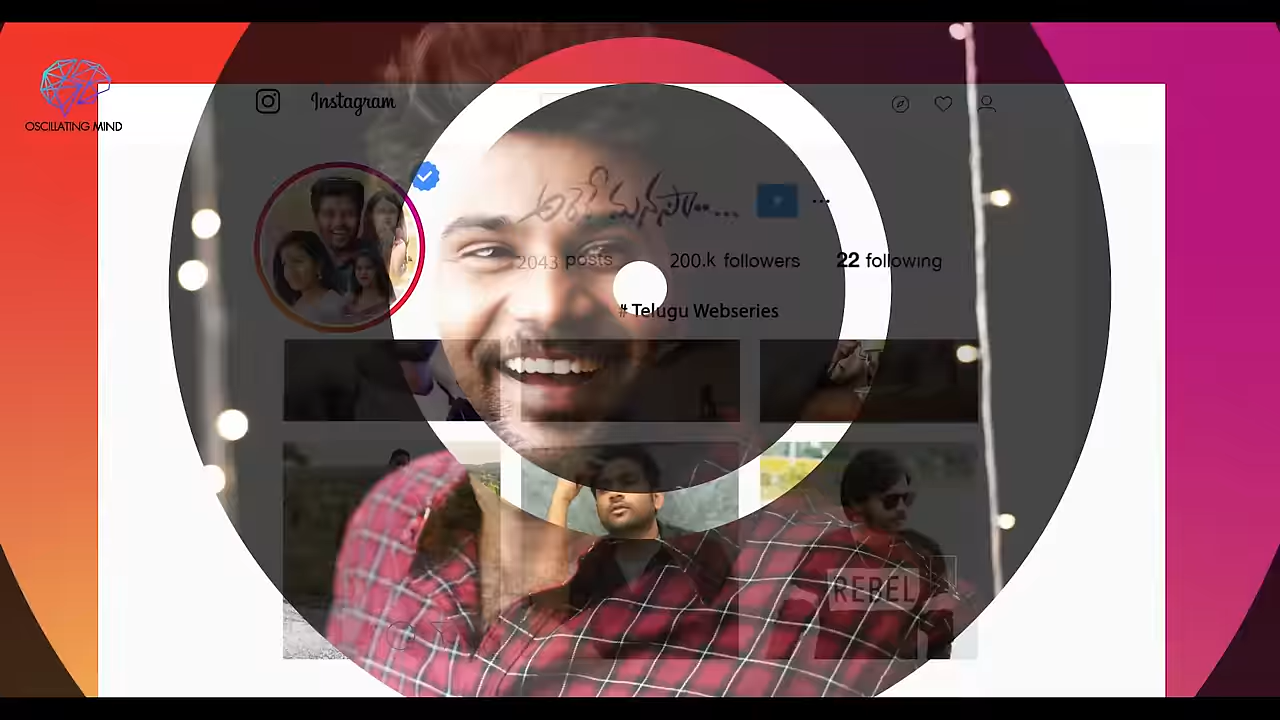 Instagram
OSCILLATING MIND
అరెరే మనసా....
...
2043 posts 200.k followers 22 following
# Telugu Webseries
REBEL